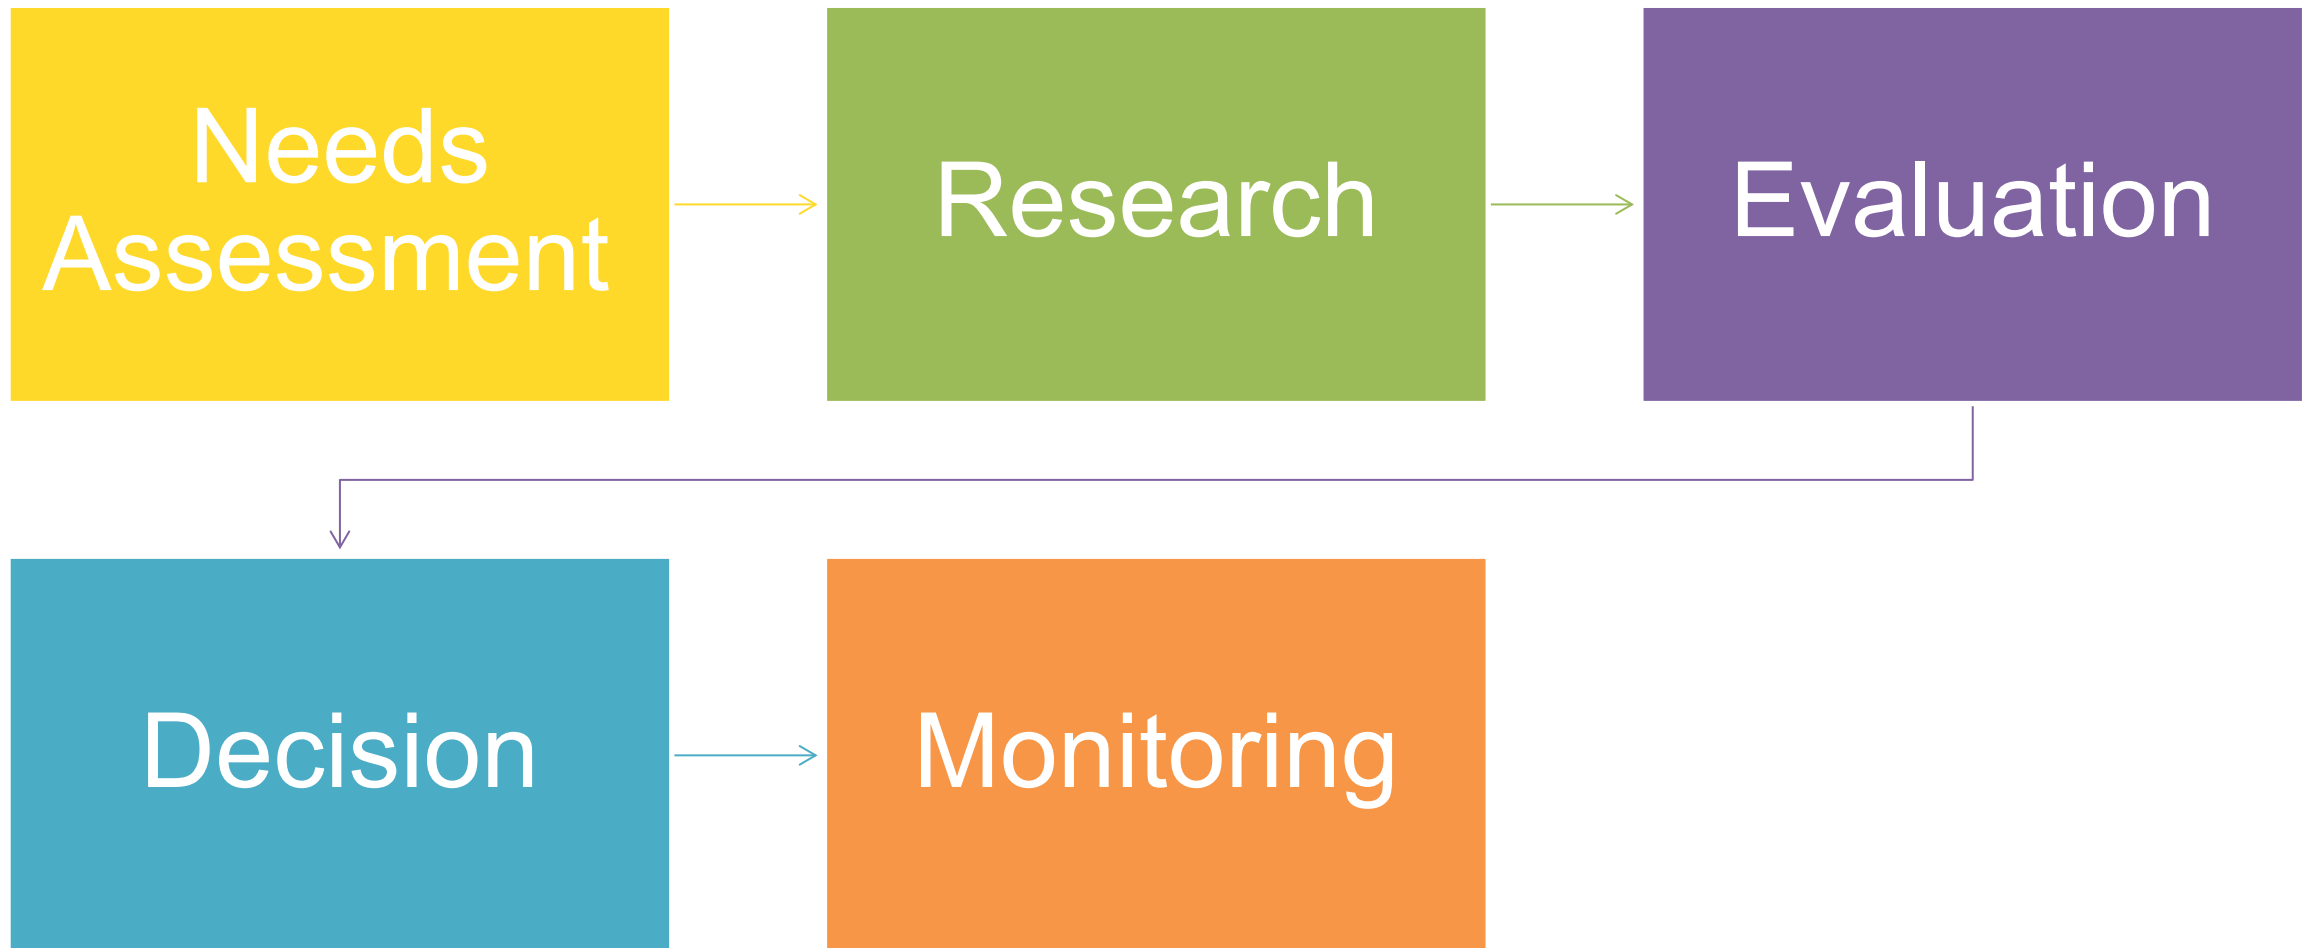 Needs
Assessment
Research
Evaluation
Decision
Monitoring